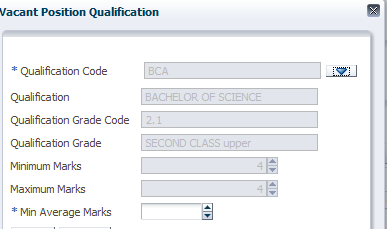 Vacant Position Qualification
* Qualification Code BCA
Qualification BACHELOR OF SCIENCE
Qualification Grade Code 2.1
Qualification Grade SECOND CLASS upper
Minimum Marks 4
Maximum Marks 4
* Min Average Marks